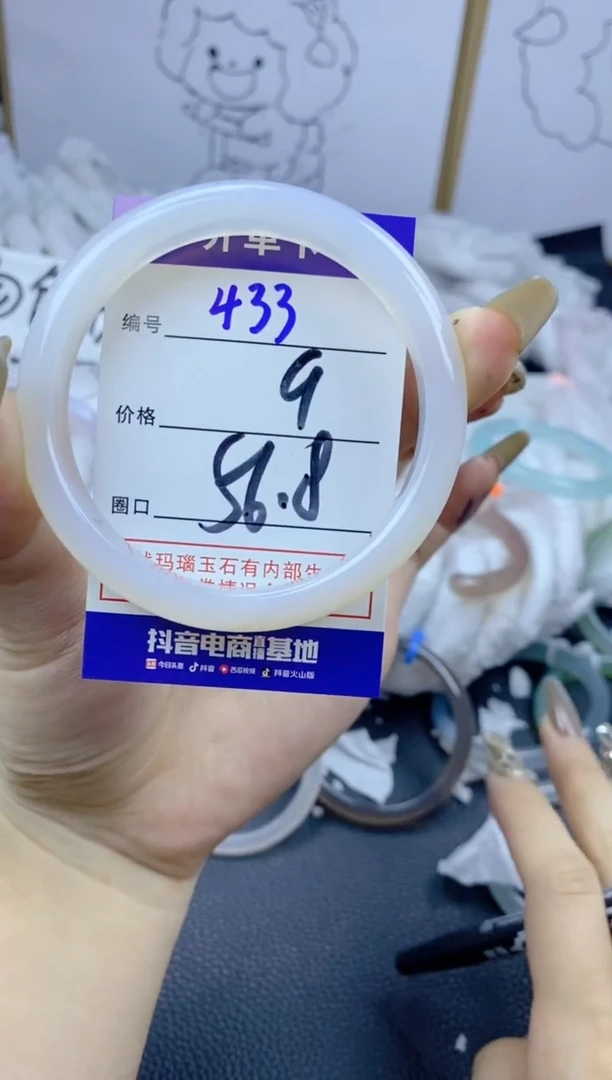 开单卡
编号 433
价格 9
圈口 56.8
玛瑙玉石有内部生
抖音电商直播基地
今日头条 抖音 西瓜视频 抖音火山版